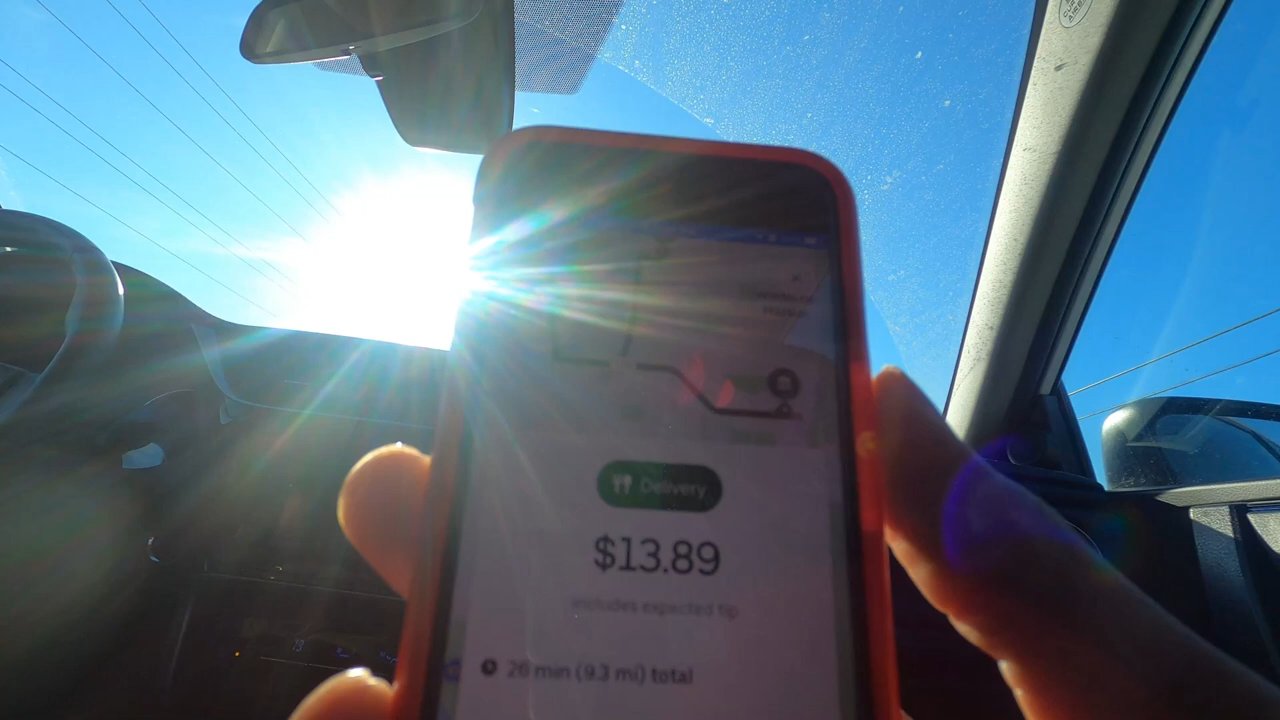 Delivery
$13.89
includes expected tip
26 min (9.3 mi) total